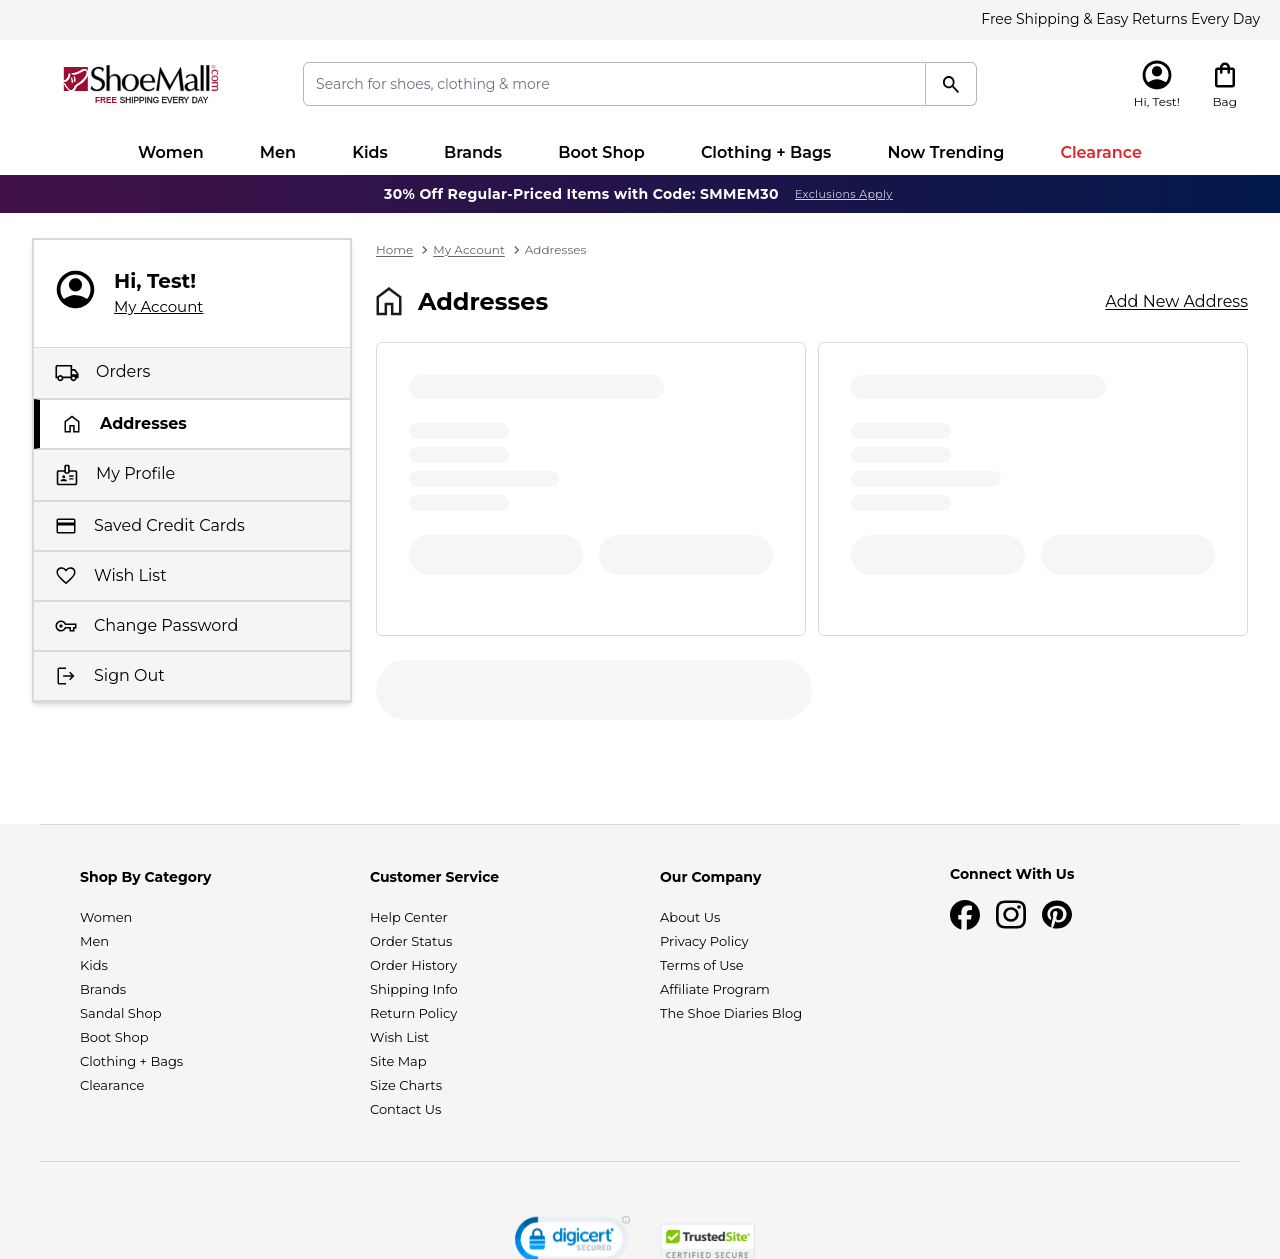 Free Shipping & Easy Returns Every Day
ShoeMall.com
FREE SHIPPING EVERY DAY
Search for shoes, clothing & more
Hi, Test!
Bag
Women
Men
Kids
Brands
Boot Shop
Clothing + Bags
Now Trending
Clearance
30% Off Regular-Priced Items with Code: SMMEM30
Exclusions Apply
Hi, Test!
My Account
Orders
Addresses
My Profile
Saved Credit Cards
Wish List
Change Password
Sign Out
Home
My Account
Addresses
Addresses
Add New Address
Shop By Category
Women
Men
Kids
Brands
Sandal Shop
Boot Shop
Clothing + Bags
Clearance
Customer Service
Help Center
Order Status
Order History
Shipping Info
Return Policy
Wish List
Site Map
Size Charts
Contact Us
Our Company
About Us
Privacy Policy
Terms of Use
Affiliate Program
The Shoe Diaries Blog
Connect With Us
digicert
SECURED
TrustedSite
CERTIFIED SECURE